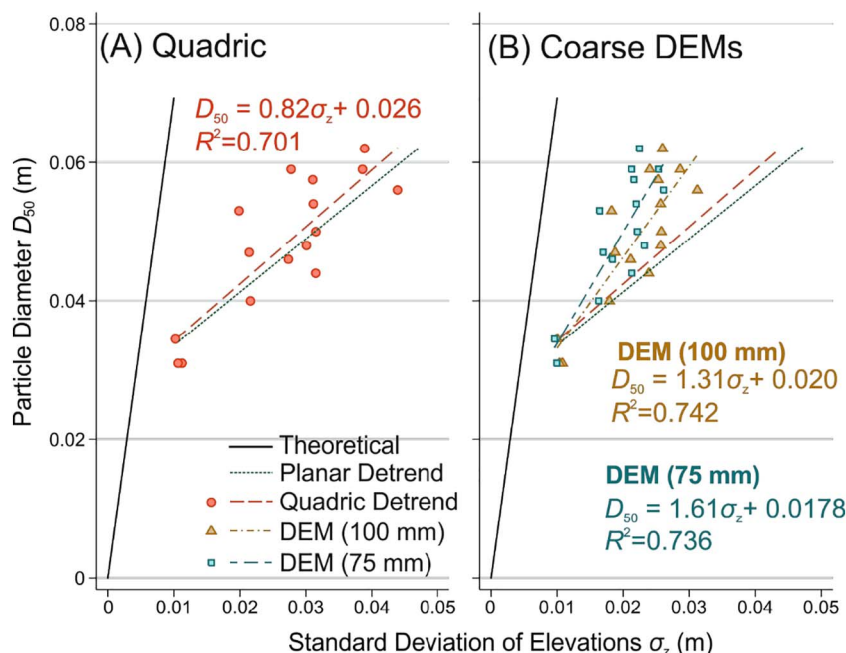 (A) Quadric
D₅₀ = 0.82σz+ 0.026
R²=0.701
(B) Coarse DEMs
DEM (100 mm)
D₅₀ = 1.31σz+ 0.020
R²=0.742
DEM (75 mm)
D₅₀ = 1.61σz+ 0.0178
R²=0.736
Theoretical
Planar Detrend
Quadric Detrend
DEM (100 mm)
DEM (75 mm)
Particle Diameter D₅₀ (m)
0.08
0.06
0.04
0.02
0
0 0.01 0.02 0.03 0.04 0.05
0 0.01 0.02 0.03 0.04 0.05
Standard Deviation of Elevations σz (m)